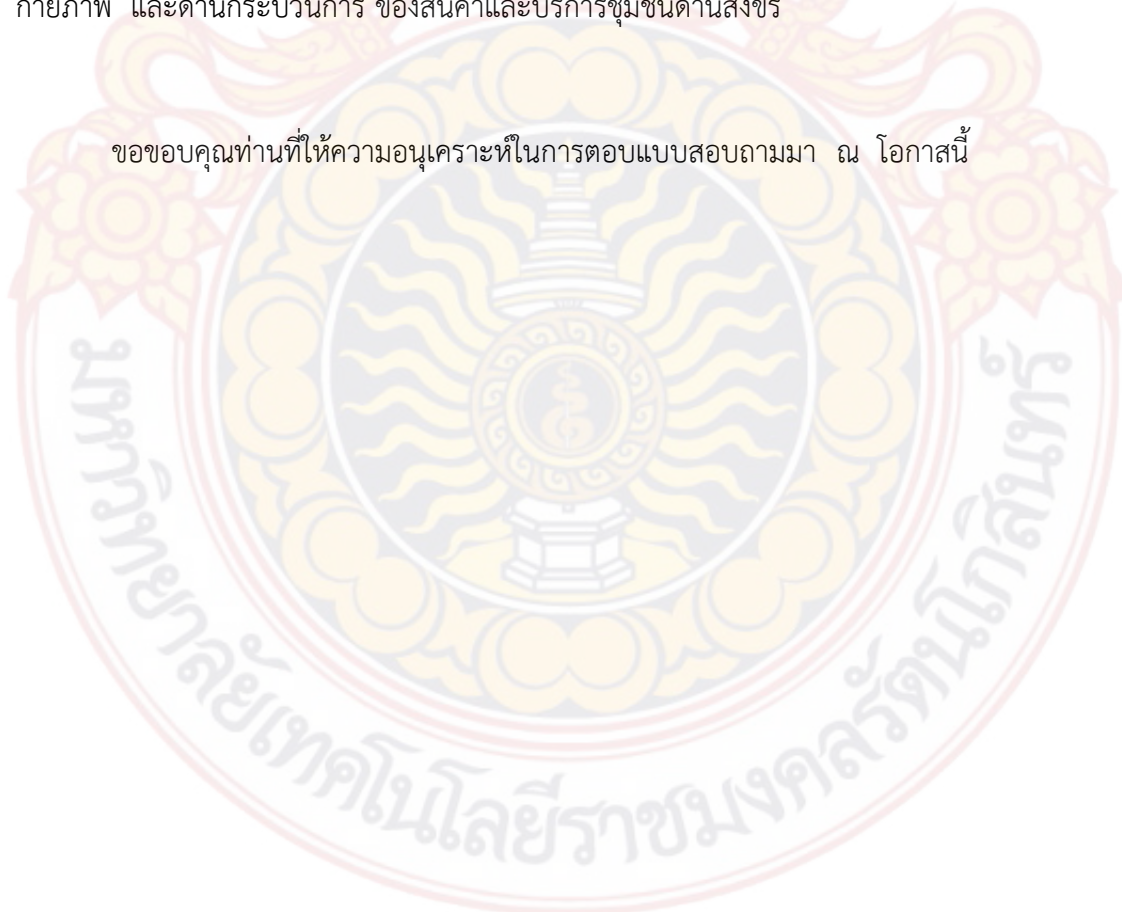 กายภาพ และด้านกระบวนการ ของสินค้าและบริการชุมชนด่านสิงขร
ขอขอบคุณท่านที่ให้ความอนุเคราะห์ในการตอบแบบสอบถามมา ณ โอกาสนี้
มหาวิทยาลัยเทคโนโลยีราชมงคลรัตนโกสินทร์